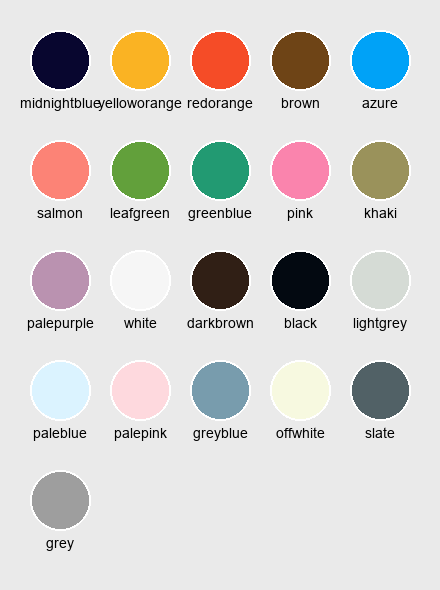 midnightblue yelloworange redorange brown azure
salmon leafgreen greenblue pink khaki
palepurple white darkbrown black lightgrey
paleblue palepink greyblue offwhite slate
grey